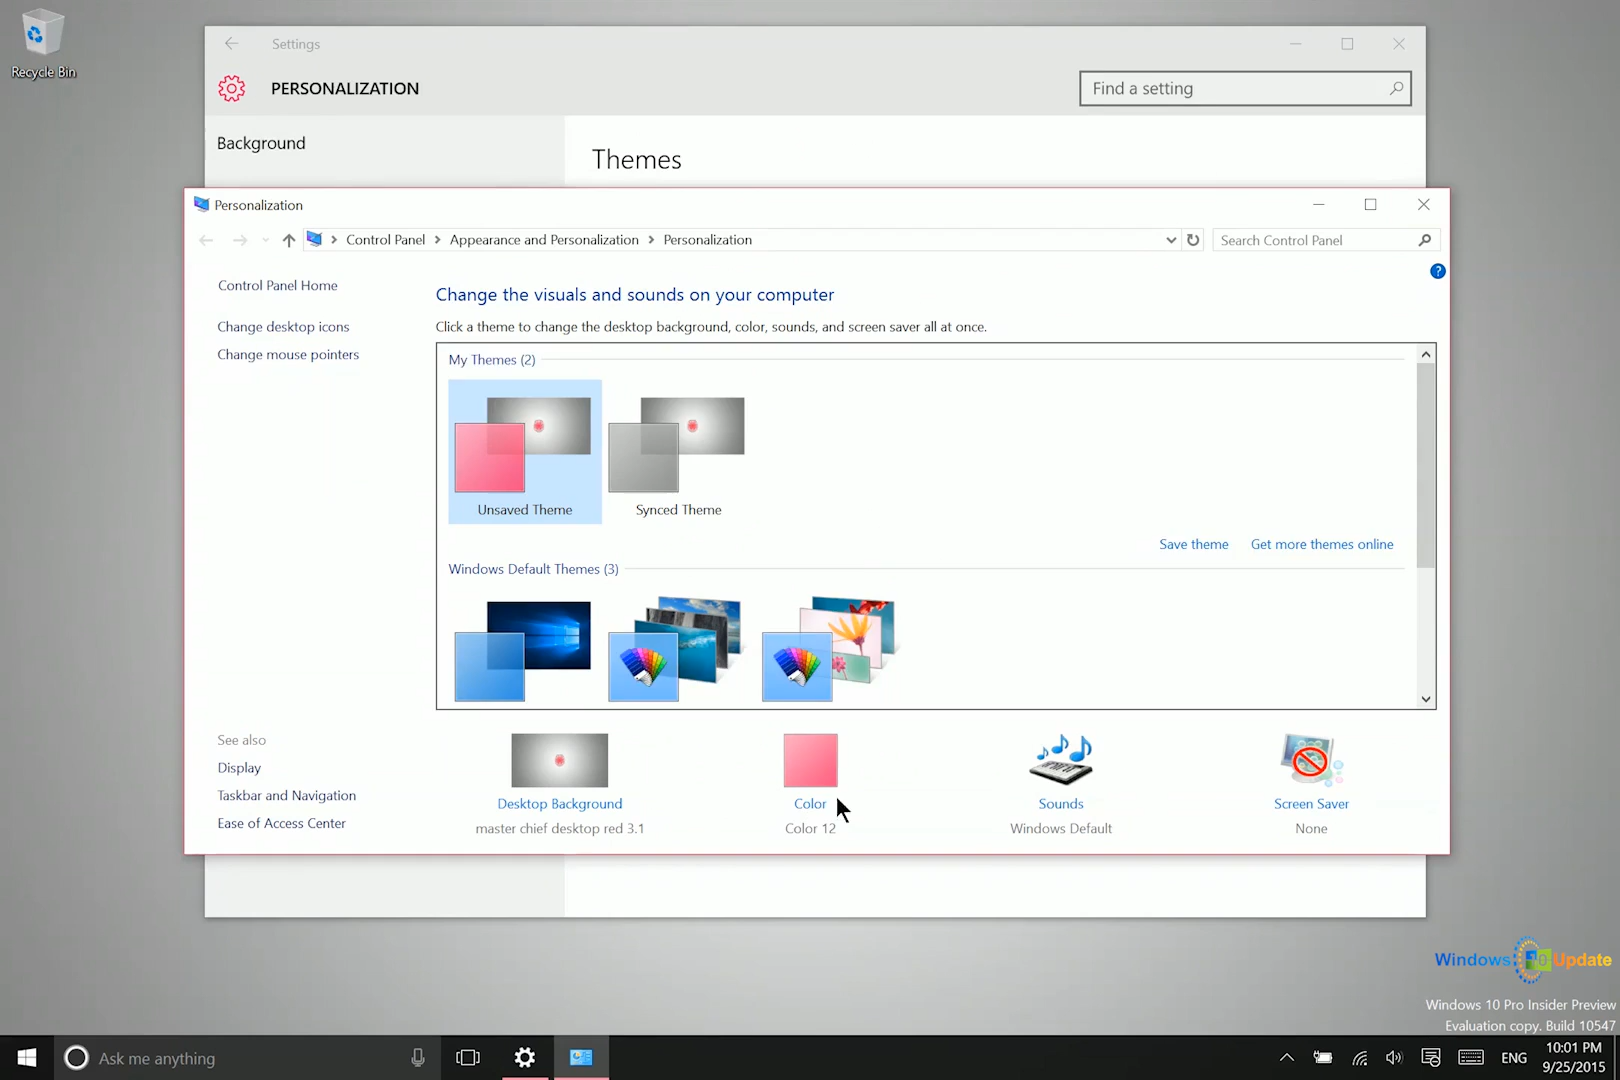 Recycle Bin
Settings
PERSONALIZATION
Find a setting
Background
Themes
Personalization
Control Panel > Appearance and Personalization > Personalization
Search Control Panel
?
Control Panel Home
Change desktop icons
Change mouse pointers
Change the visuals and sounds on your computer
Click a theme to change the desktop background, color, sounds, and screen saver all at once.
My Themes (2)
Unsaved Theme
Synced Theme
Save theme
Get more themes online
Windows Default Themes (3)
See also
Display
Taskbar and Navigation
Ease of Access Center
Desktop Background
master chief desktop red 3.1
Color
Color 12
Sounds
Windows Default
Screen Saver
None
Windows 10 Update
Windows 10 Pro Insider Preview
Evaluation copy. Build 10547
Ask me anything
ENG
10:01 PM
9/25/2015